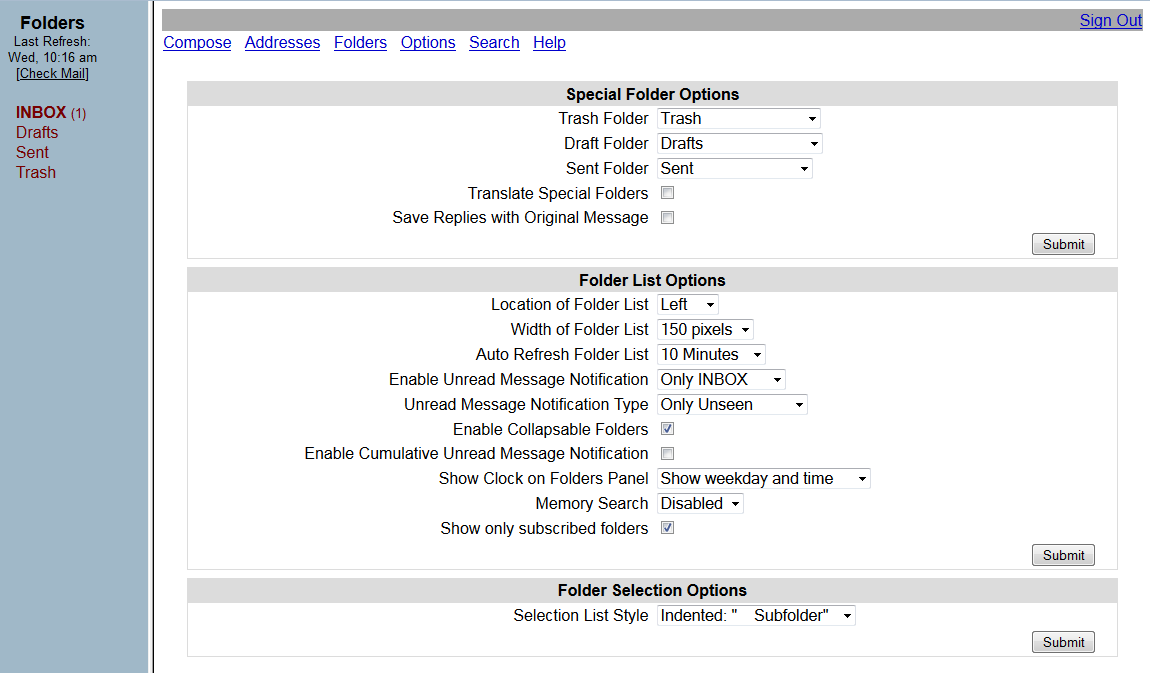 Folders
Last Refresh:
Wed, 10:16 am
[Check Mail]
INBOX (1)
Drafts
Sent
Trash
Sign Out
Compose Addresses Folders Options Search Help
Special Folder Options
Trash Folder Trash
Draft Folder Drafts
Sent Folder Sent
Translate Special Folders
Save Replies with Original Message
Submit
Folder List Options
Location of Folder List Left
Width of Folder List 150 pixels
Auto Refresh Folder List 10 Minutes
Enable Unread Message Notification Only INBOX
Unread Message Notification Type Only Unseen
Enable Collapsable Folders
Enable Cumulative Unread Message Notification
Show Clock on Folders Panel Show weekday and time
Memory Search Disabled
Show only subscribed folders
Submit
Folder Selection Options
Selection List Style Indented: "    Subfolder"
Submit